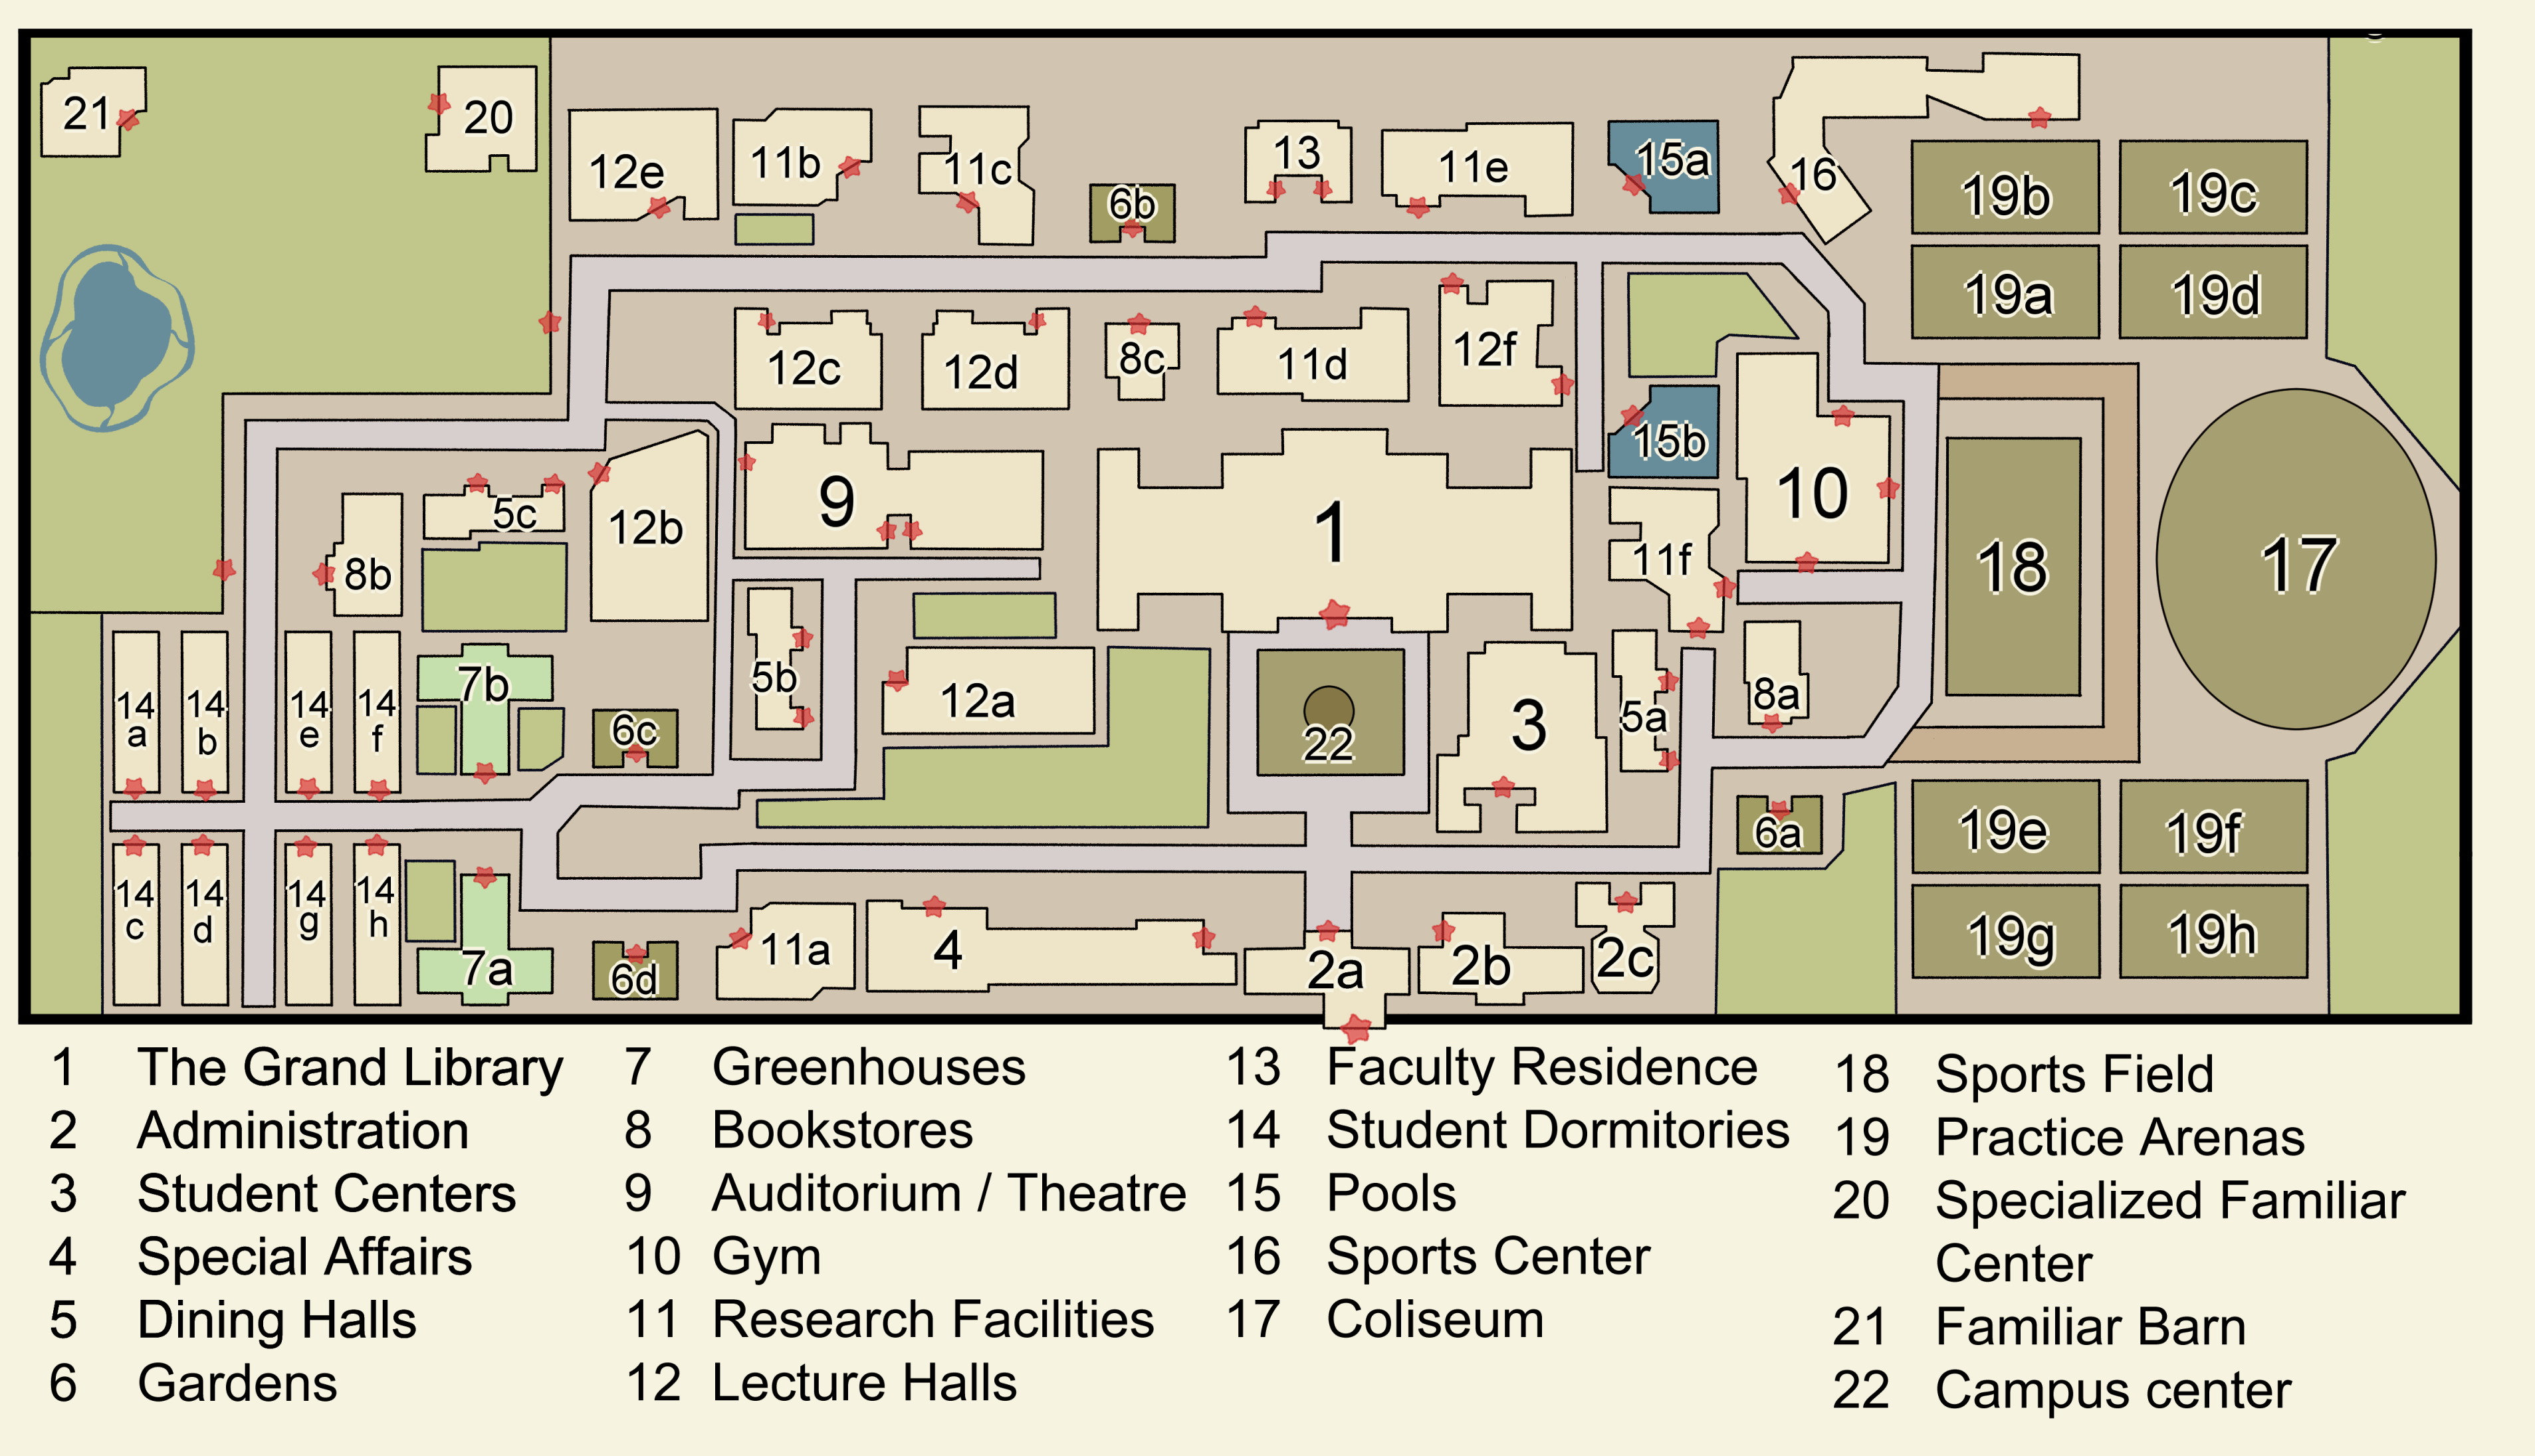 21
20
12e
11b
11c
6b
13
11e
15a
16
19b
19c
19a
19d
12c
12d
8c
11d
12f
15b
10
9
1
11f
18
17
5c
12b
8b
14
a
14
b
14
e
14
f
7b
6c
5b
12a
22
3
5a
8a
6a
19e
19f
14
c
14
d
14
g
14
h
7a
6d
11a
4
2a
2b
2c
19g
19h
1 The Grand Library
2 Administration
3 Student Centers
4 Special Affairs
5 Dining Halls
6 Gardens
7 Greenhouses
8 Bookstores
9 Auditorium / Theatre
10 Gym
11 Research Facilities
12 Lecture Halls
13 Faculty Residence
14 Student Dormitories
15 Pools
16 Sports Center
17 Coliseum
18 Sports Field
19 Practice Arenas
20 Specialized Familiar
Center
21 Familiar Barn
22 Campus center